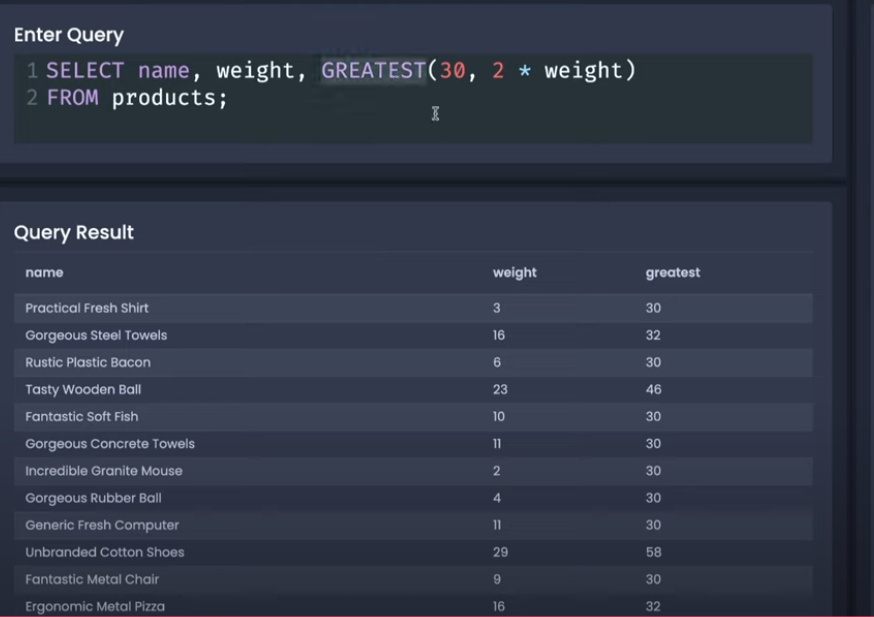 Enter Query
1 SELECT name, weight, GREATEST(30, 2 * weight)
2 FROM products;
Query Result
name weight greatest
Practical Fresh Shirt 3 30
Gorgeous Steel Towels 16 32
Rustic Plastic Bacon 6 30
Tasty Wooden Ball 23 46
Fantastic Soft Fish 10 30
Gorgeous Concrete Towels 11 30
Incredible Granite Mouse 2 30
Gorgeous Rubber Ball 4 30
Generic Fresh Computer 11 30
Unbranded Cotton Shoes 29 58
Fantastic Metal Chair 9 30
Ergonomic Metal Pizza 16 32